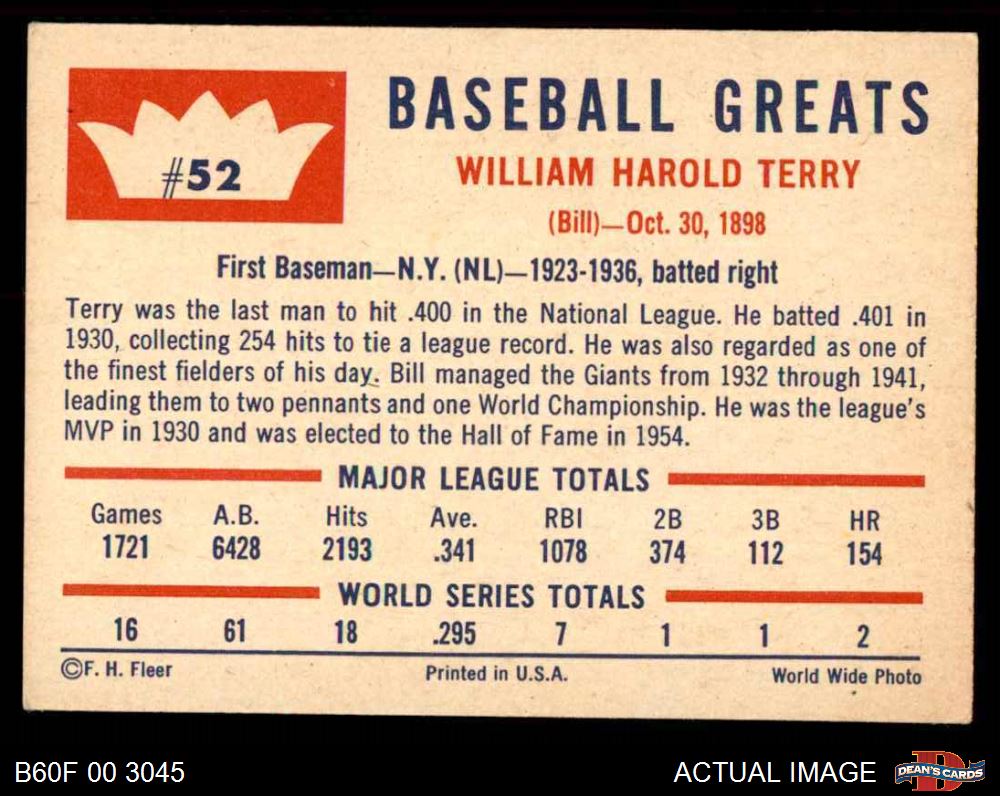 #52
BASEBALL GREATS
WILLIAM HAROLD TERRY
(Bill)—Oct. 30, 1898
First Baseman—N.Y. (NL)—1923-1936, batted right
Terry was the last man to hit .400 in the National League. He batted .401 in
1930, collecting 254 hits to tie a league record. He was also regarded as one of
the finest fielders of his day. Bill managed the Giants from 1932 through 1941,
leading them to two pennants and one World Championship. He was the league's
MVP in 1930 and was elected to the Hall of Fame in 1954.
MAJOR LEAGUE TOTALS
Games A.B. Hits Ave. RBI 2B 3B HR
1721 6428 2193 .341 1078 374 112 154
WORLD SERIES TOTALS
16 61 18 .295 7 1 1 2
©F. H. Fleer Printed in U.S.A. World Wide Photo
B60F 00 3045 ACTUAL IMAGE DEAN'S CARDS